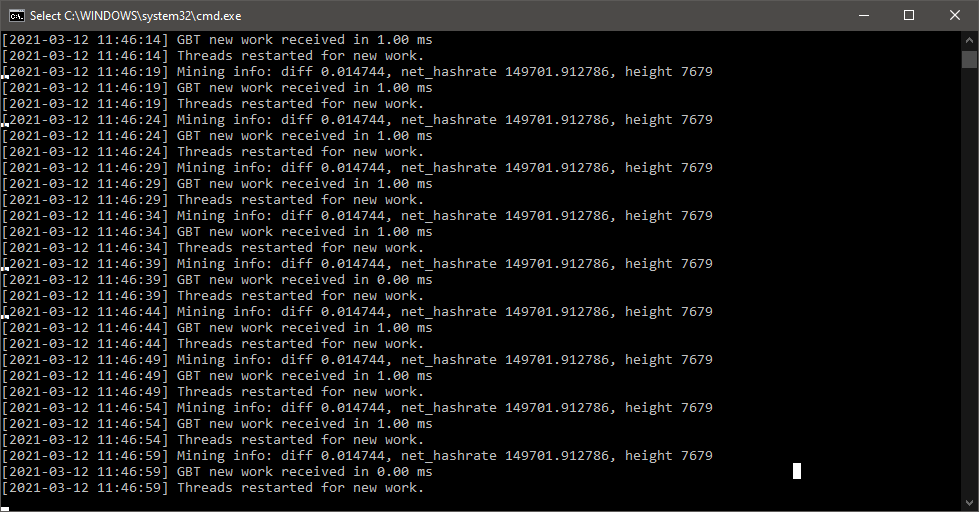 Select C:\WINDOWS\system32\cmd.exe
[2021-03-12 11:46:14] GBT new work received in 1.00 ms
[2021-03-12 11:46:14] Threads restarted for new work.
[2021-03-12 11:46:19] Mining info: diff 0.014744, net_hashrate 149701.912786, height 7679
[2021-03-12 11:46:19] GBT new work received in 1.00 ms
[2021-03-12 11:46:19] Threads restarted for new work.
[2021-03-12 11:46:24] Mining info: diff 0.014744, net_hashrate 149701.912786, height 7679
[2021-03-12 11:46:24] GBT new work received in 1.00 ms
[2021-03-12 11:46:24] Threads restarted for new work.
[2021-03-12 11:46:29] Mining info: diff 0.014744, net_hashrate 149701.912786, height 7679
[2021-03-12 11:46:29] GBT new work received in 1.00 ms
[2021-03-12 11:46:29] Threads restarted for new work.
[2021-03-12 11:46:34] Mining info: diff 0.014744, net_hashrate 149701.912786, height 7679
[2021-03-12 11:46:34] GBT new work received in 1.00 ms
[2021-03-12 11:46:34] Threads restarted for new work.
[2021-03-12 11:46:39] Mining info: diff 0.014744, net_hashrate 149701.912786, height 7679
[2021-03-12 11:46:39] GBT new work received in 0.00 ms
[2021-03-12 11:46:39] Threads restarted for new work.
[2021-03-12 11:46:44] Mining info: diff 0.014744, net_hashrate 149701.912786, height 7679
[2021-03-12 11:46:44] GBT new work received in 1.00 ms
[2021-03-12 11:46:44] Threads restarted for new work.
[2021-03-12 11:46:49] Mining info: diff 0.014744, net_hashrate 149701.912786, height 7679
[2021-03-12 11:46:49] GBT new work received in 1.00 ms
[2021-03-12 11:46:49] Threads restarted for new work.
[2021-03-12 11:46:54] Mining info: diff 0.014744, net_hashrate 149701.912786, height 7679
[2021-03-12 11:46:54] GBT new work received in 1.00 ms
[2021-03-12 11:46:54] Threads restarted for new work.
[2021-03-12 11:46:59] Mining info: diff 0.014744, net_hashrate 149701.912786, height 7679
[2021-03-12 11:46:59] GBT new work received in 0.00 ms
[2021-03-12 11:46:59] Threads restarted for new work.